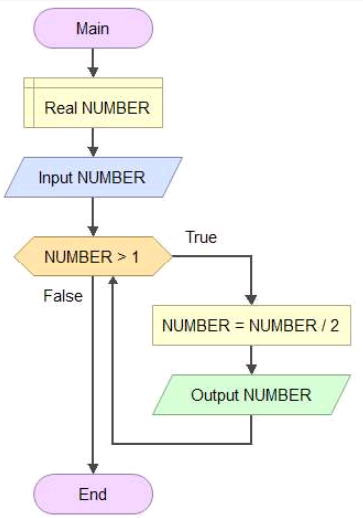 Main
Real NUMBER
Input NUMBER
NUMBER > 1
True
False
NUMBER = NUMBER / 2
Output NUMBER
End